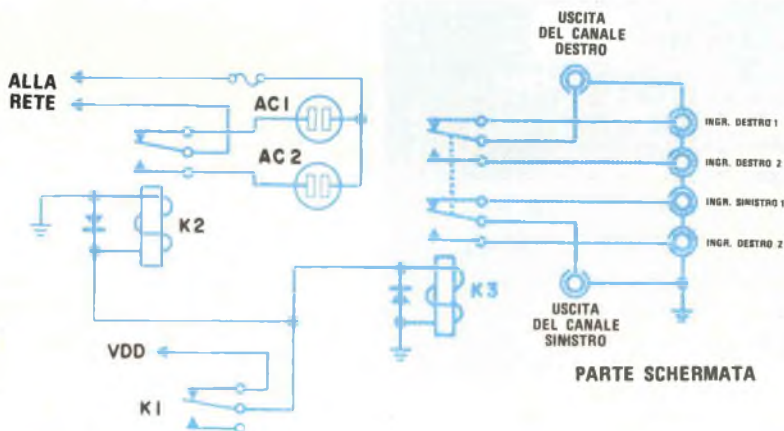 USCITA
DEL CANALE
DESTRO
ALLA
RETE
AC1
AC2
INGR. DESTRO 1
INGR. DESTRO 2
INGR. SINISTRO 1
INGR. DESTRO 2
K2
K3
USCITA
DEL CANALE
SINISTRO
VDD
K1
PARTE SCHERMATA